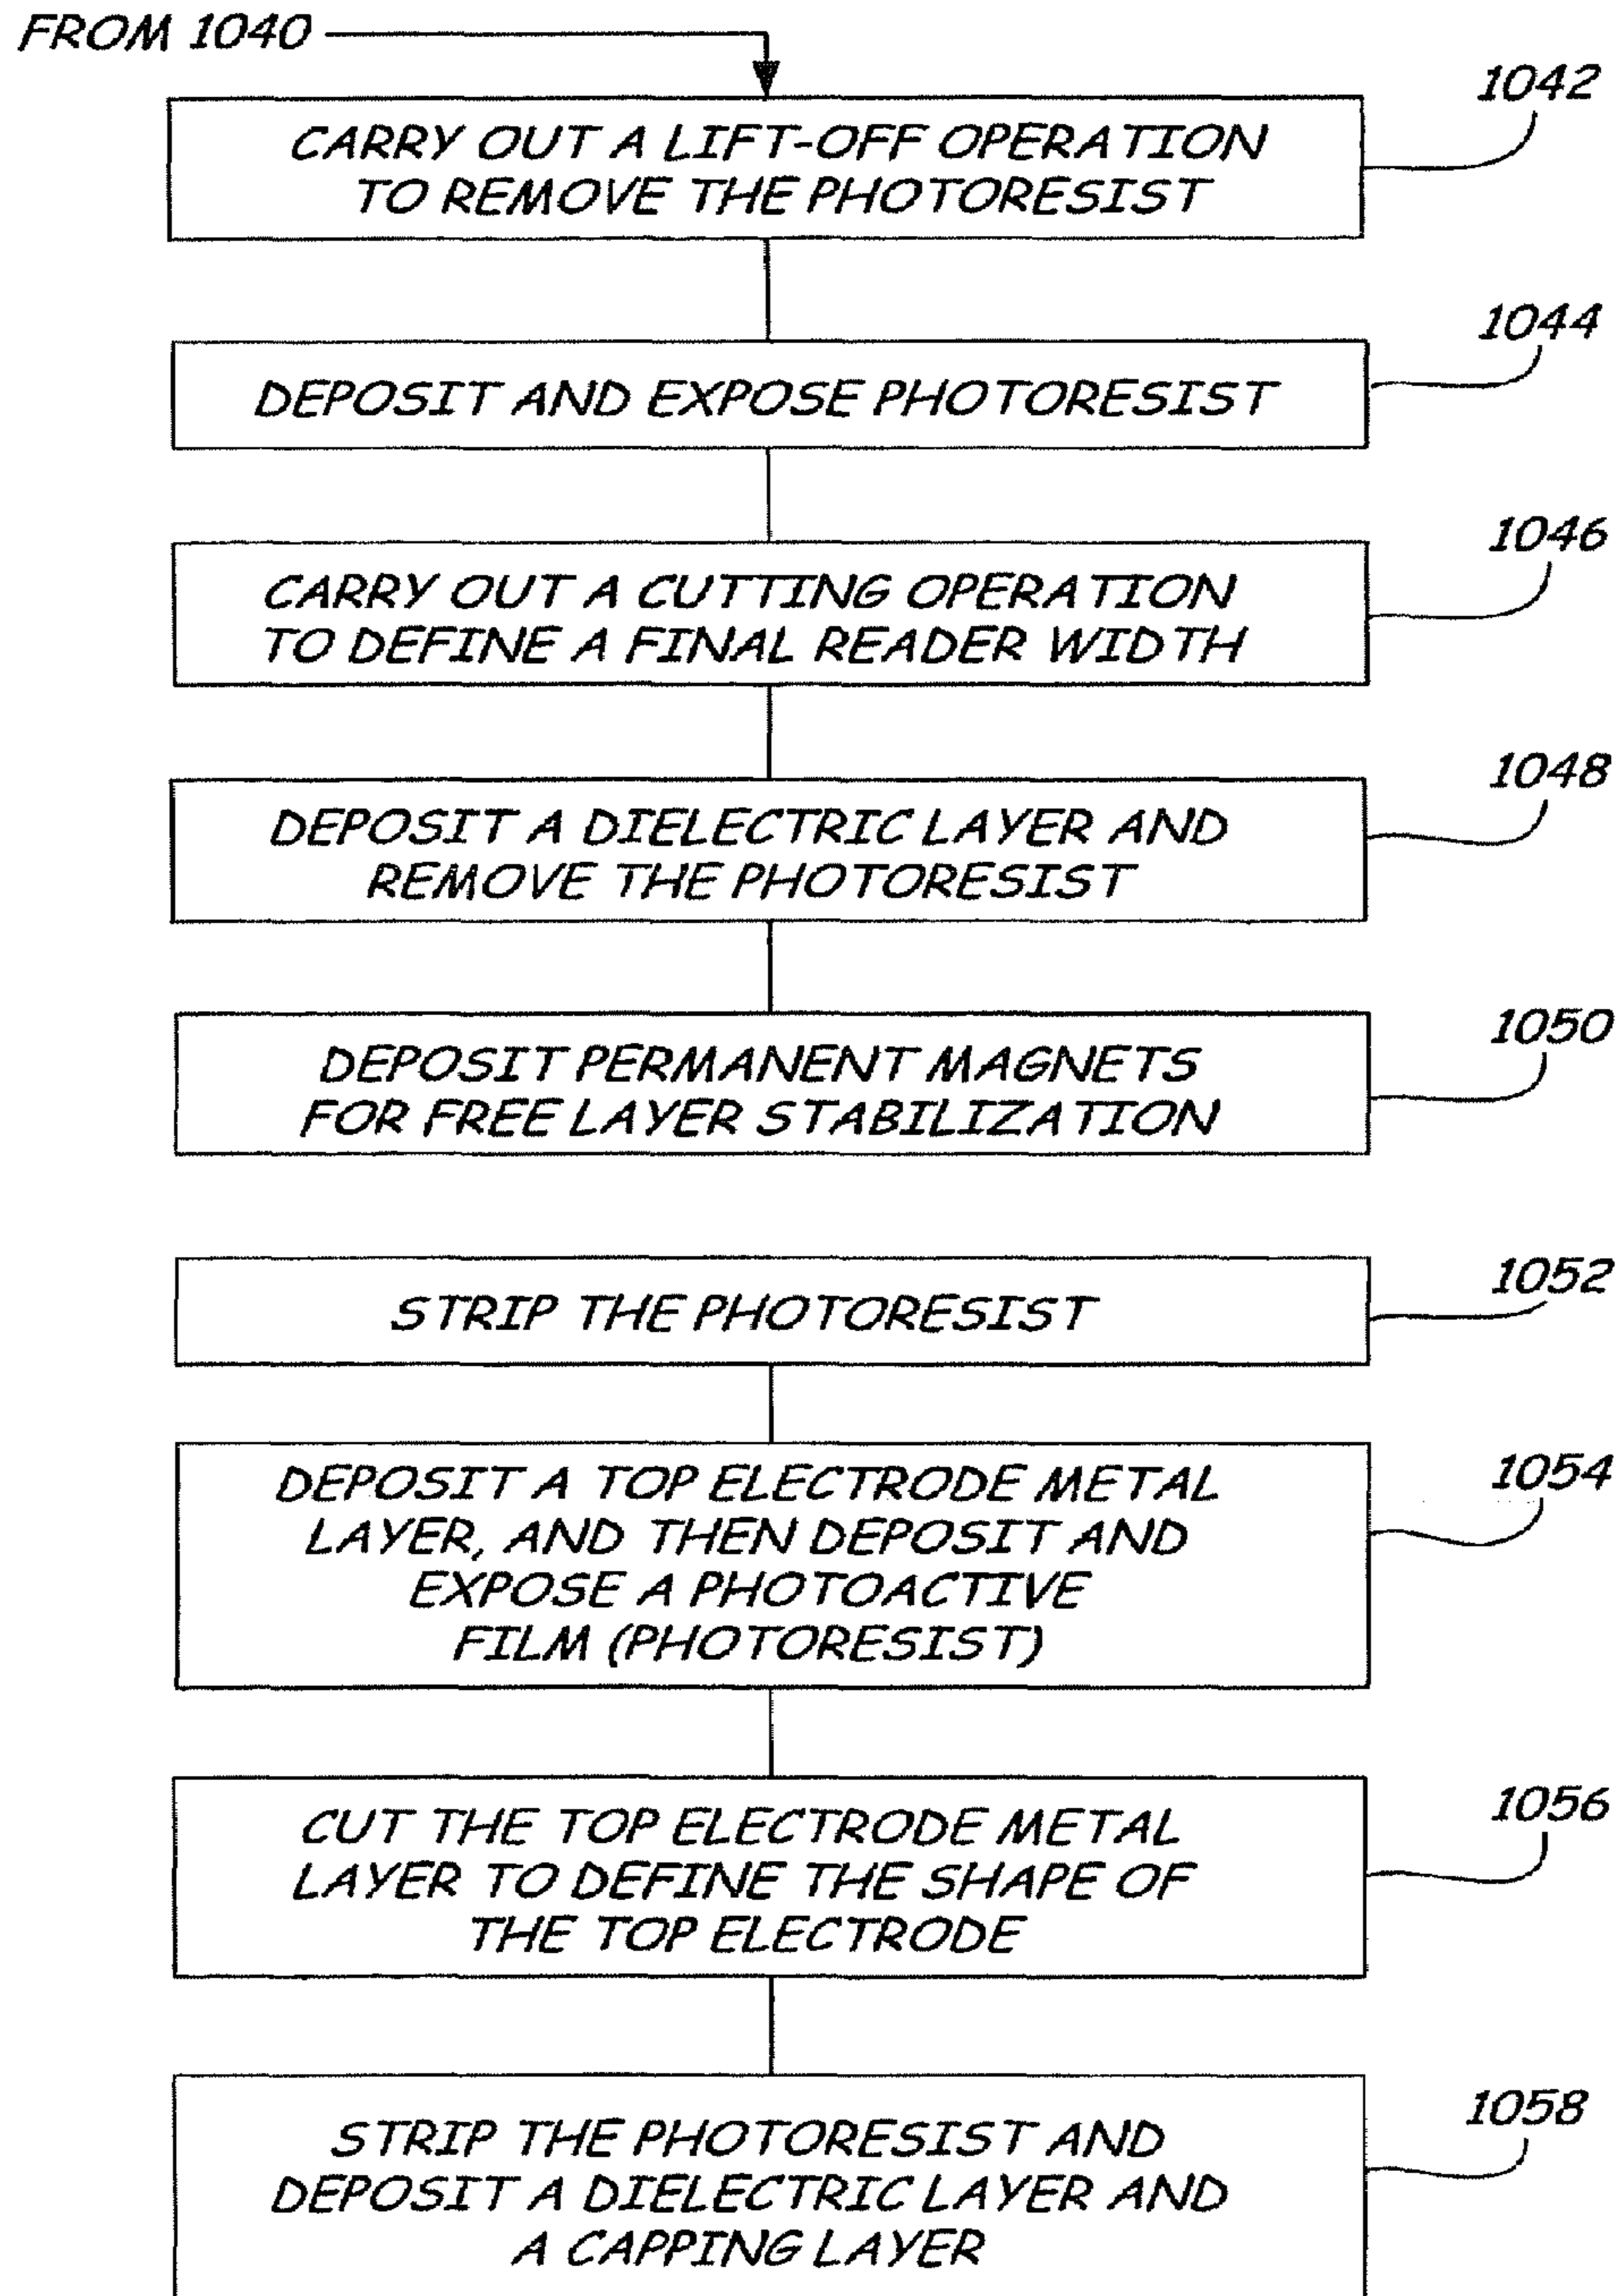 FROM 1040
1042
CARRY OUT A LIFT-OFF OPERATION
TO REMOVE THE PHOTORESIST
1044
DEPOSIT AND EXPOSE PHOTORESIST
1046
CARRY OUT A CUTTING OPERATION
TO DEFINE A FINAL READER WIDTH
1048
DEPOSIT A DIELECTRIC LAYER AND
REMOVE THE PHOTORESIST
1050
DEPOSIT PERMANENT MAGNETS
FOR FREE LAYER STABILIZATION
1052
STRIP THE PHOTORESIST
1054
DEPOSIT A TOP ELECTRODE METAL
LAYER, AND THEN DEPOSIT AND
EXPOSE A PHOTOACTIVE
FILM (PHOTORESIST)
1056
CUT THE TOP ELECTRODE METAL
LAYER TO DEFINE THE SHAPE OF
THE TOP ELECTRODE
1058
STRIP THE PHOTORESIST AND
DEPOSIT A DIELECTRIC LAYER AND
A CAPPING LAYER